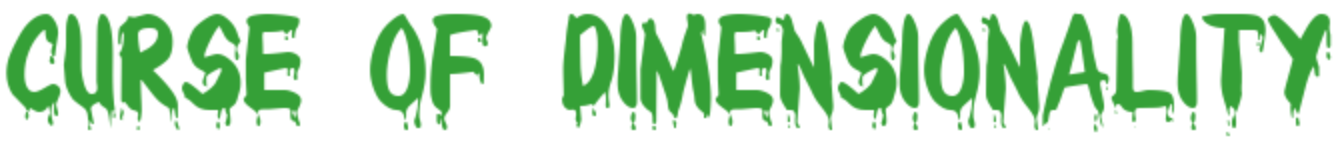 CURSE OF DIMENSIONALITY